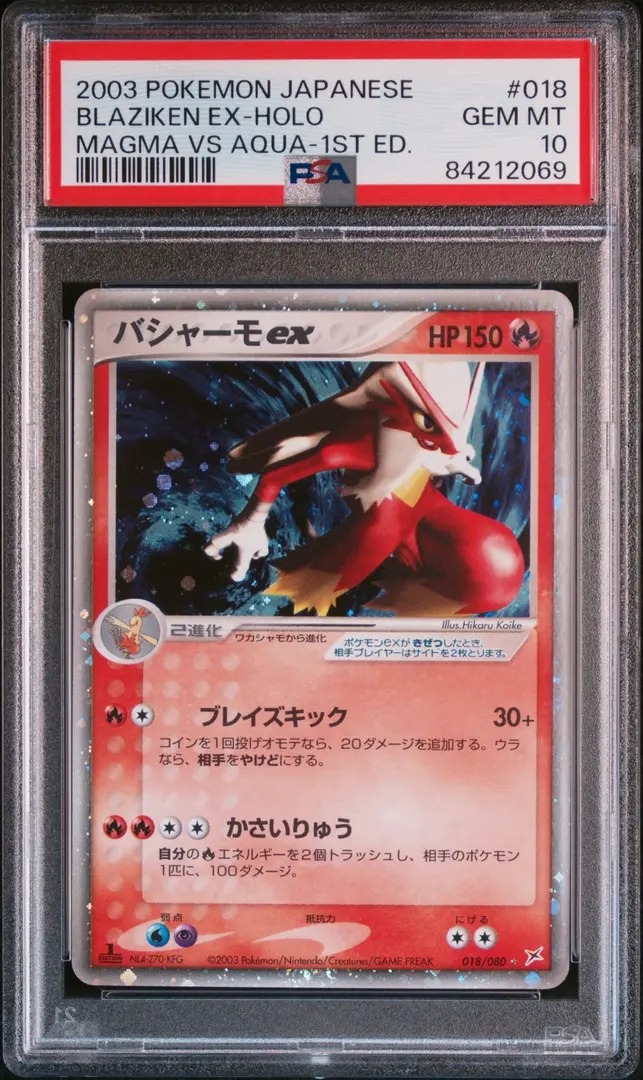 2003 POKEMON JAPANESE #018
BLAZIKEN EX-HOLO GEM MT
MAGMA VS AQUA-1ST ED. 10
PSA 84212069
バシャーモex HP150
Illus.Hikaru Koike
2進化 ワカシャモから進化
ポケモンexがきぜつしたとき、
相手プレイヤーはサイドを2枚とります。
ブレイズキック 30+
コインを1回投げオモテなら、20ダメージを追加する。ウラ
なら、相手をやけどにする。
かさいりゅう
自分のエネルギーを2個トラッシュし、相手のポケモン
1匹に、100ダメージ。
弱点 抵抗力 にげる
1 EDITION NL4-Z70-KFG ©2003 Pokémon/Nintendo/Creatures/GAME FREAK 018/080
PSA